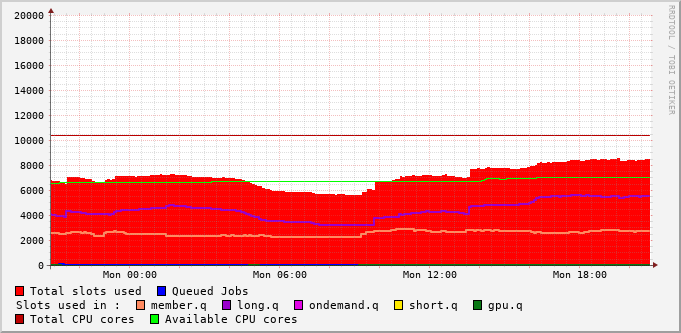 20000
18000
16000
14000
12000
10000
8000
6000
4000
2000
0
Mon 00:00 Mon 06:00 Mon 12:00 Mon 18:00
Total slots used Queued Jobs
Slots used in : member.q long.q ondemand.q short.q gpu.q
Total CPU cores Available CPU cores
RRDTOOL / TOBI OETIKER